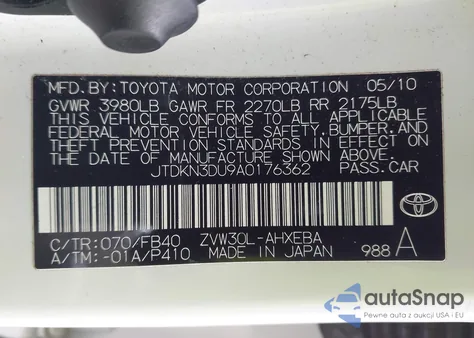 MFD. BY: TOYOTA MOTOR CORPORATION 05/10
GVWR 3980LB GAWR FR 2270LB RR 2175LB
THIS VEHICLE CONFORMS TO ALL APPLICABLE
FEDERAL MOTOR VEHICLE SAFETY, BUMPER, AND
THEFT PREVENTION STANDARDS IN EFFECT ON
THE DATE OF MANUFACTURE SHOWN ABOVE.
JTDKN3DU9A0176362 PASS. CAR
C/TR: 070/FB40 ZVW30L-AHXEBA
A/TM: -01A/P410 MADE IN JAPAN 988 A
TOYOTA
autoSnap
Pewne auta z aukcji USA i EU